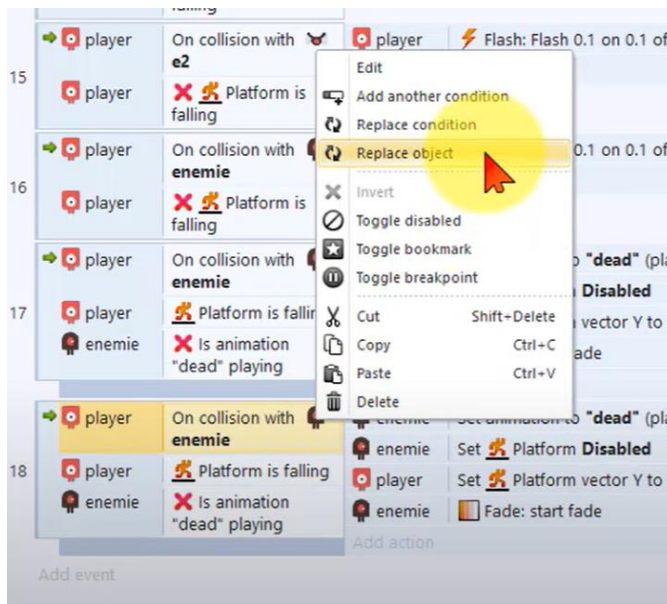 player On collision with player Flash: Flash 0.1 on 0.1 of
e2
15
player Platform is
falling
player On collision with 0.1 on 0.1 of
enemie
16
player Platform is
falling
player On collision with "dead" (pla
enemie Disabled
17
player Platform is fallin vector Y to
enemie Is animation ade
"dead" playing
player On collision with enemie Set animation to "dead" (pla
enemie
enemie Set Platform Disabled
18
player Platform is falling player Set Platform vector Y to
enemie Is animation enemie Fade: start fade
"dead" playing
Add action
Add event
Edit
Add another condition
Replace condition
Replace object
Invert
Toggle disabled
Toggle bookmark
Toggle breakpoint
Cut Shift+Delete
Copy Ctrl+C
Paste Ctrl+V
Delete